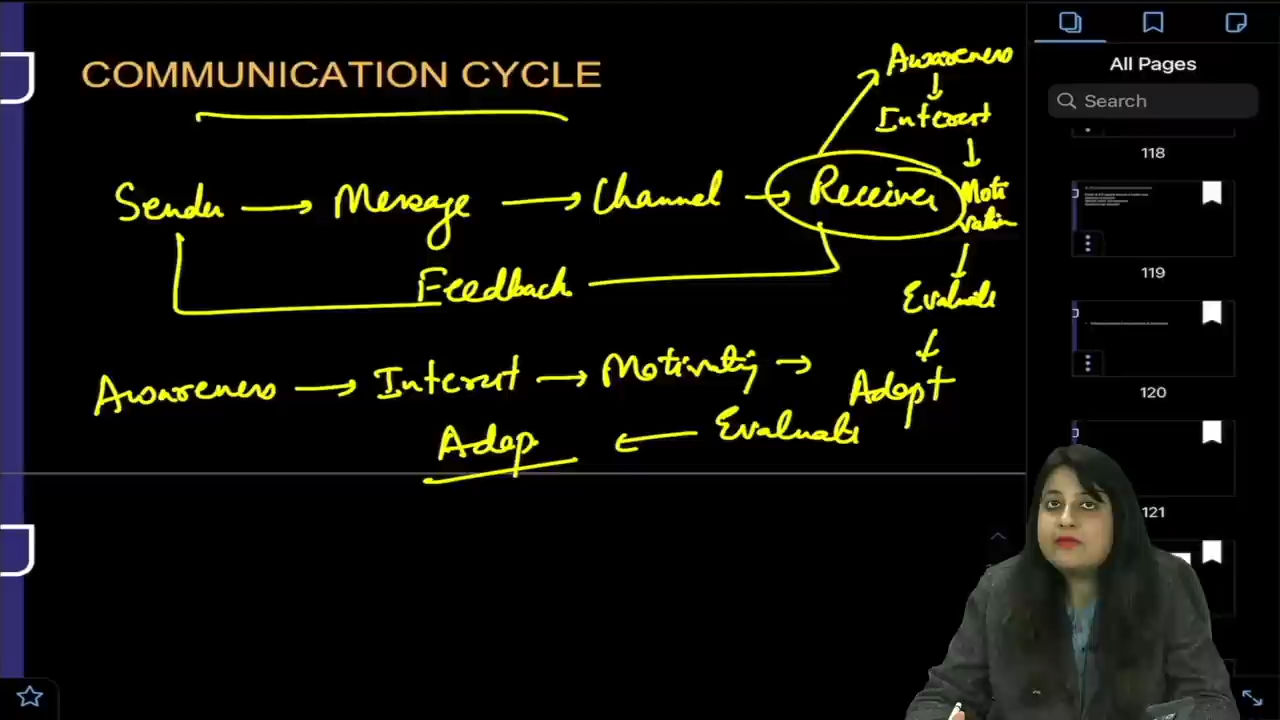 COMMUNICATION CYCLE
Sender → Message → Channel → Receiver
Feedback
Awareness → Interest → Motivating →
Adop ← Evaluate
Awareness
↓
Interest
↓
Moti
vation
↓
Evaluate
↓
Adopt
All Pages
Search
118
119
120
121